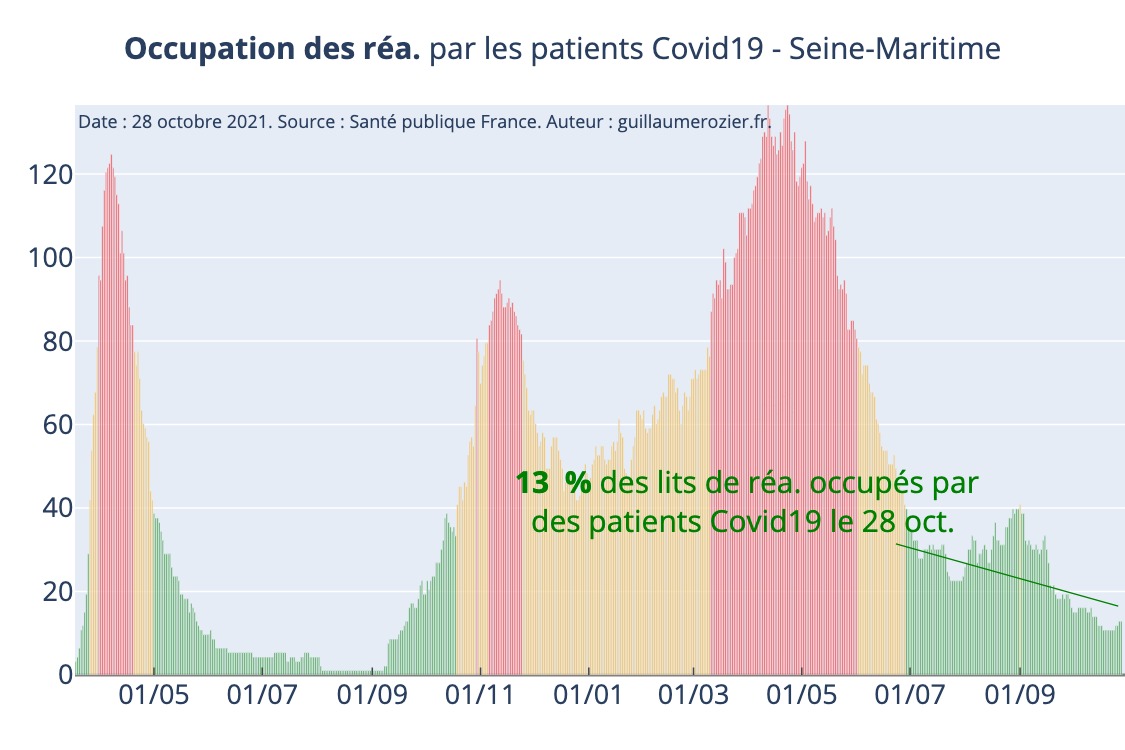 Occupation des réa. par les patients Covid19 - Seine-Maritime
Date : 28 octobre 2021. Source : Santé publique France. Auteur : guillaumerozier.fr.
120
100
80
60
40
20
0
13 % des lits de réa. occupés par
des patients Covid19 le 28 oct.
01/05 01/07 01/09 01/11 01/01 01/03 01/05 01/07 01/09